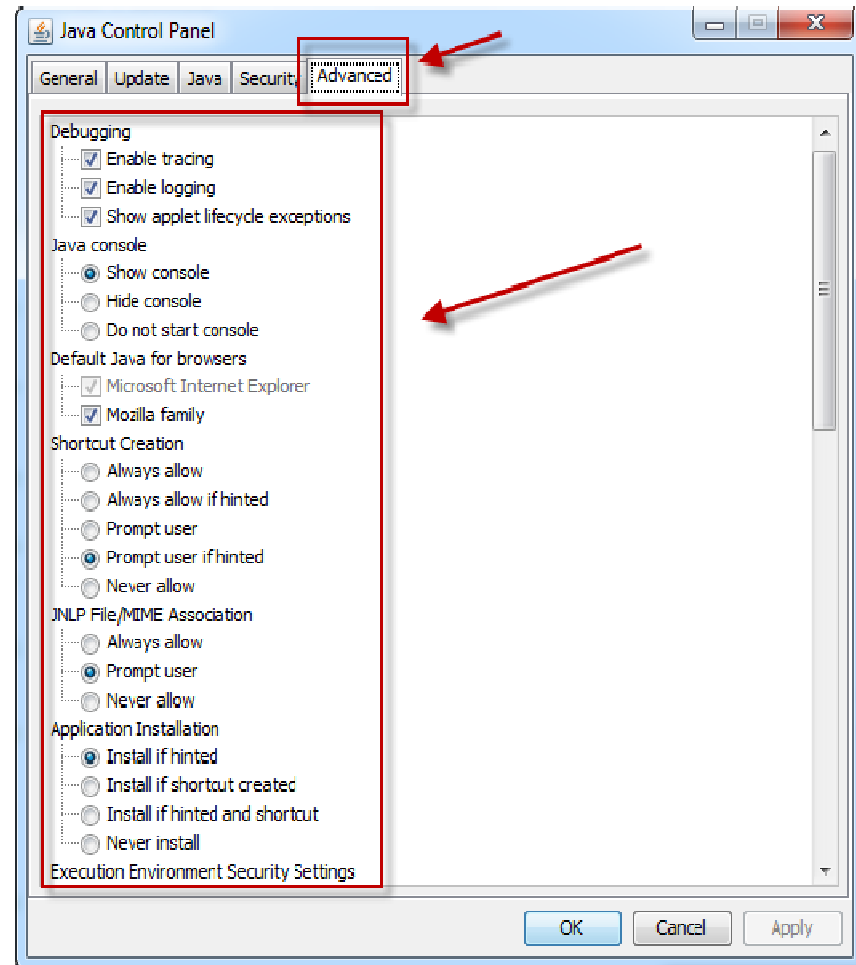 Java Control Panel
General Update Java Security Advanced
Debugging
Enable tracing
Enable logging
Show applet lifecycle exceptions
Java console
Show console
Hide console
Do not start console
Default Java for browsers
Microsoft Internet Explorer
Mozilla family
Shortcut Creation
Always allow
Always allow if hinted
Prompt user
Prompt user if hinted
Never allow
JNLP File/MIME Association
Always allow
Prompt user
Never allow
Application Installation
Install if hinted
Install if shortcut created
Install if hinted and shortcut
Never install
Execution Environment Security Settings
OK Cancel Apply